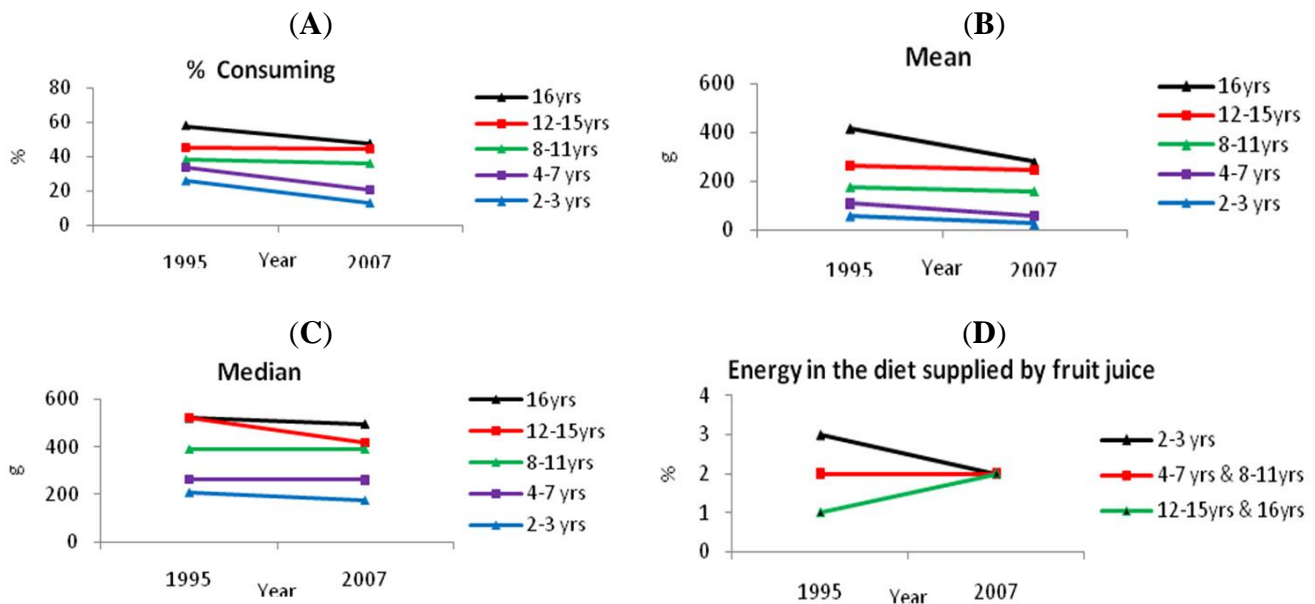 (A)
% Consuming
80
60
40
20
0
%
1995 Year 2007
16yrs
12-15yrs
8-11yrs
4-7 yrs
2-3 yrs
(B)
Mean
600
400
200
0
g
1995 Year 2007
16yrs
12-15yrs
8-11yrs
4-7 yrs
2-3 yrs
(C)
Median
600
400
200
0
g
1995 Year 2007
16yrs
12-15yrs
8-11yrs
4-7 yrs
2-3 yrs
(D)
Energy in the diet supplied by fruit juice
4
3
2
1
0
%
1995 Year 2007
2-3 yrs
4-7 yrs & 8-11yrs
12-15yrs & 16yrs